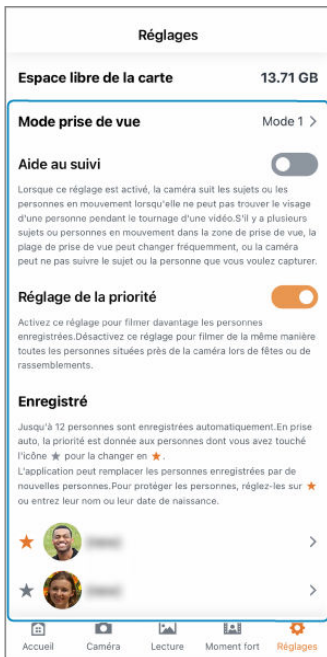 Réglages
Espace libre de la carte 13.71 GB
Mode prise de vue Mode 1 >
Aide au suivi
Lorsque ce réglage est activé, la caméra suit les sujets ou les
personnes en mouvement lorsqu'elle ne peut pas trouver le visage
d'une personne pendant le tournage d'une vidéo.S'il y a plusieurs
sujets ou personnes en mouvement dans la zone de prise de vue, la
plage de prise de vue peut changer fréquemment, ou la caméra
peut ne pas suivre le sujet ou la personne que vous voulez capturer.
Réglage de la priorité
Activez ce réglage pour filmer davantage les personnes
enregistrées.Désactivez ce réglage pour filmer de la même manière
toutes les personnes situées près de la caméra lors de fêtes ou de
rassemblements.
Enregistré
Jusqu'à 12 personnes sont enregistrées automatiquement.En prise
auto, la priorité est donnée aux personnes dont vous avez touché
l'icône ★ pour la changer en ★.
L'application peut remplacer les personnes enregistrées par de
nouvelles personnes.Pour protéger les personnes, réglez-les sur ★
ou entrez leur nom ou leur date de naissance.
Accueil Caméra Lecture Moment fort Réglages